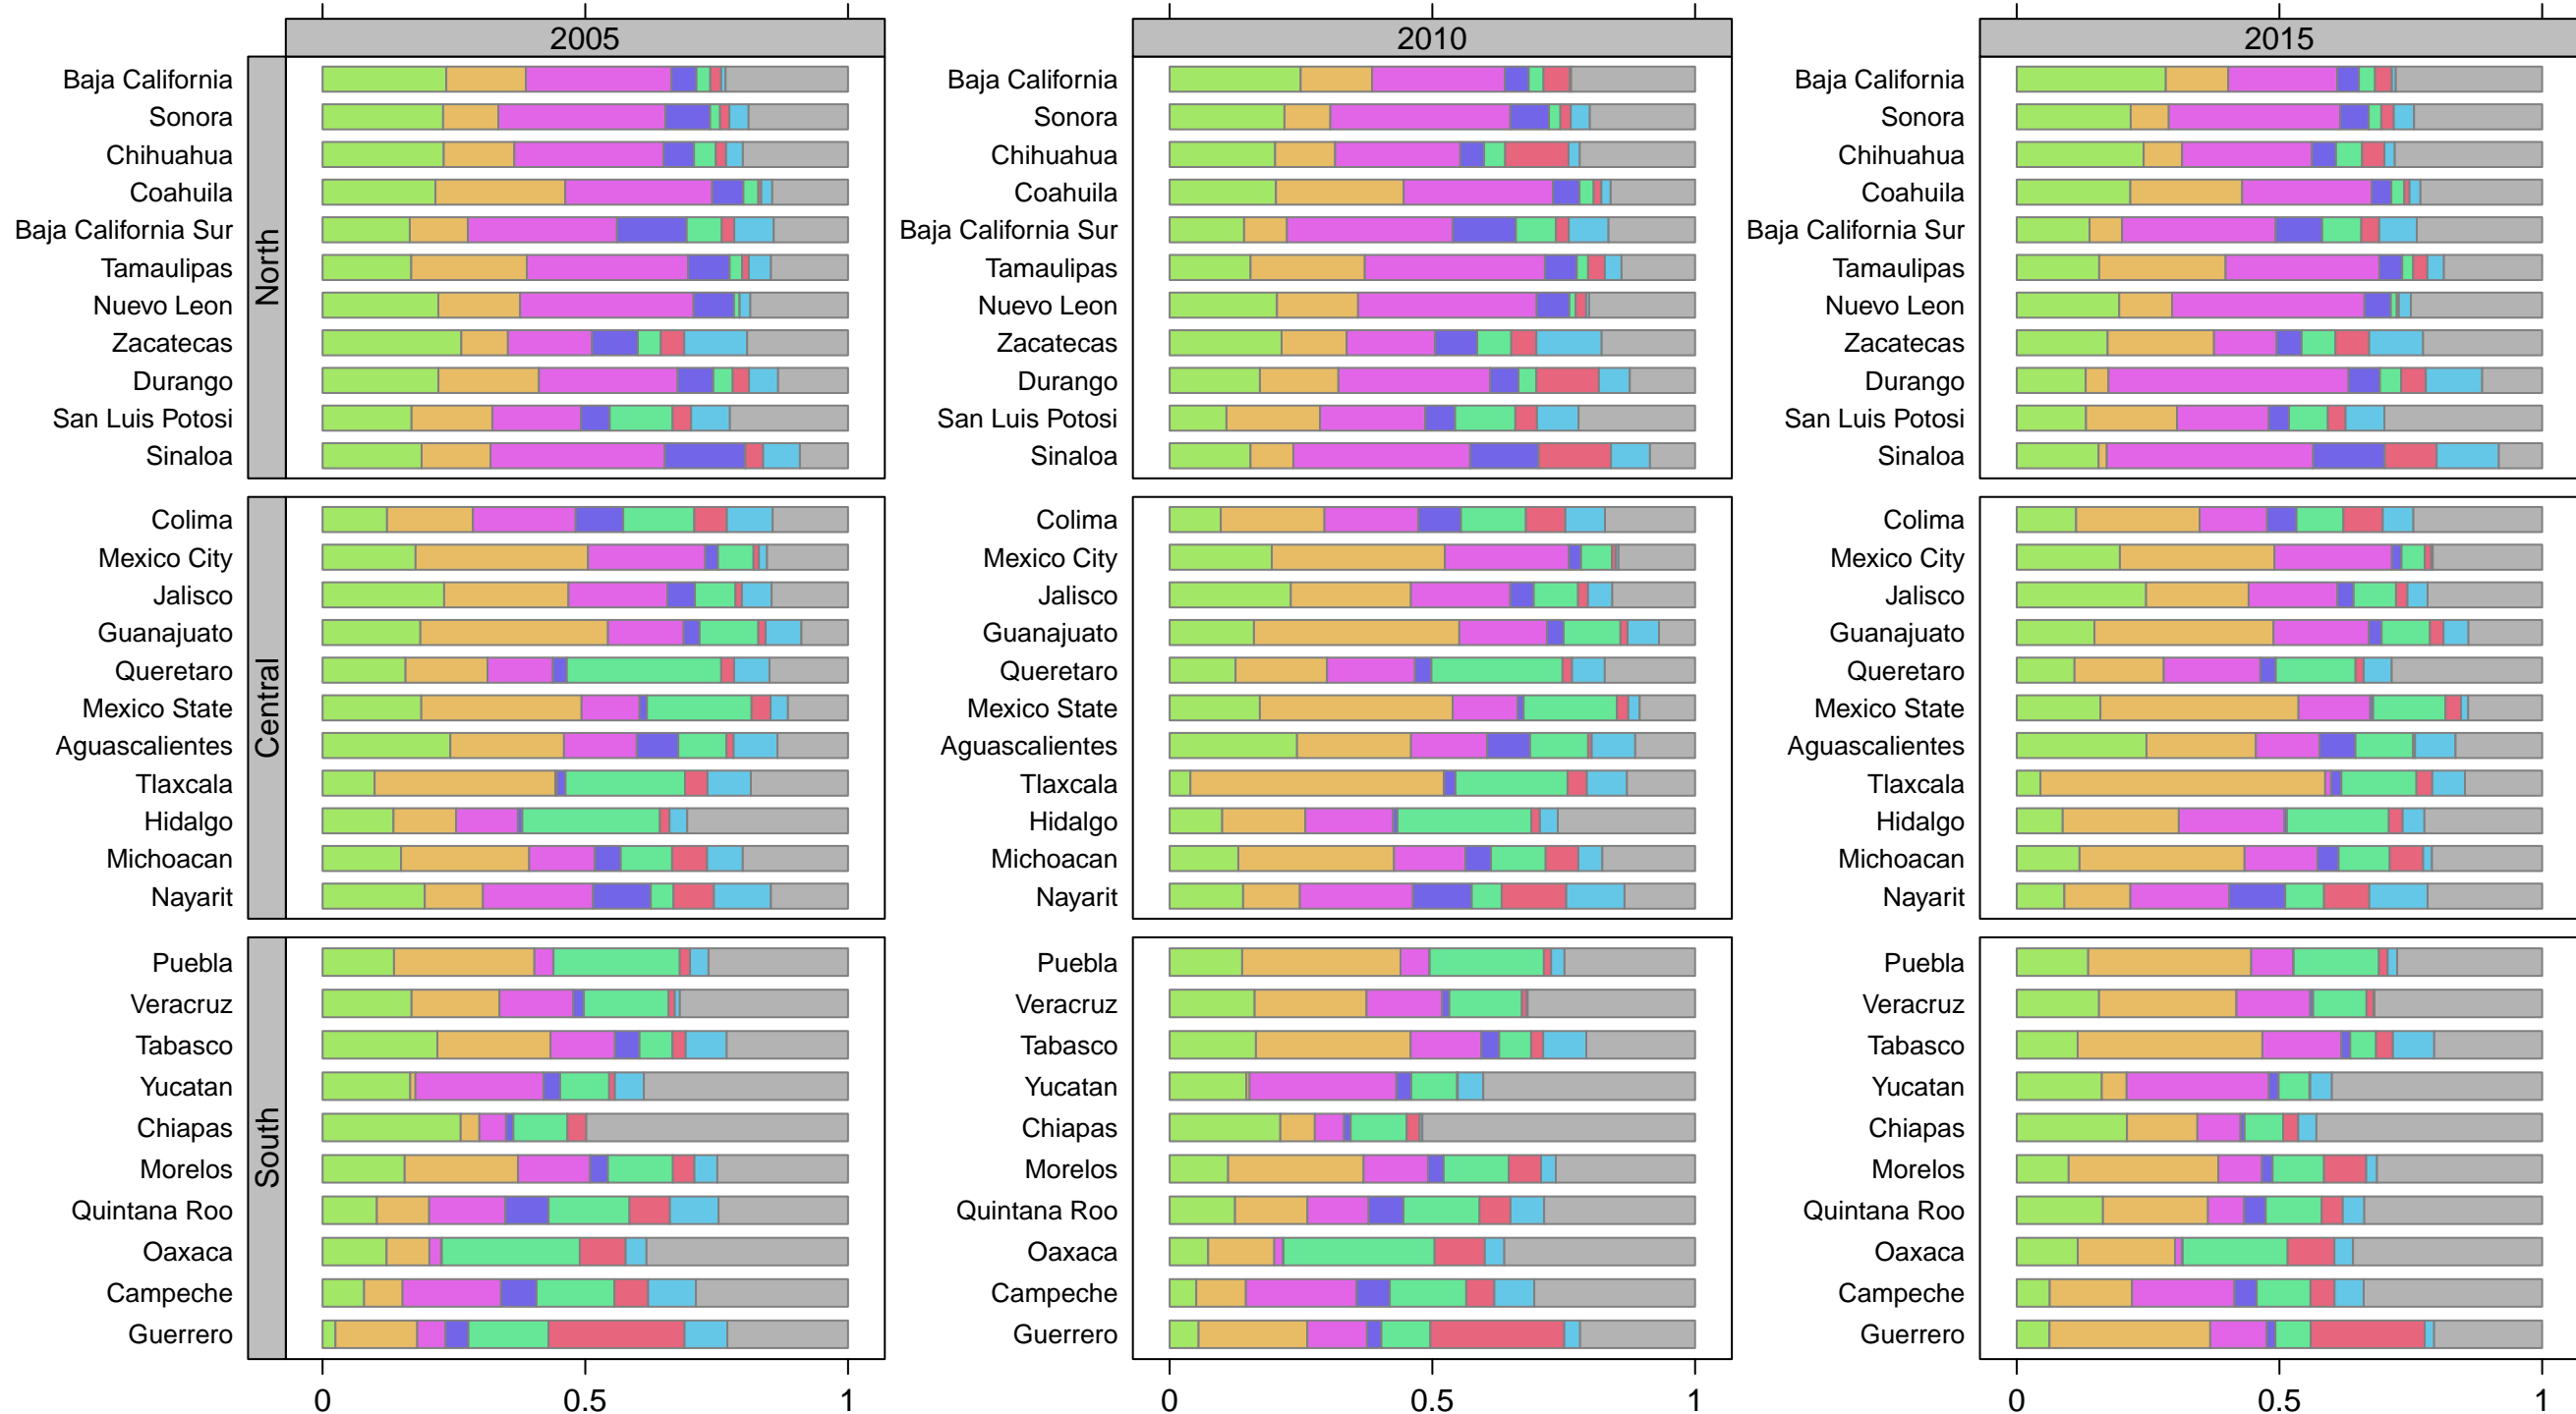 2005 2010 2015
North
Baja California Baja California Baja California
Sonora Sonora Sonora
Chihuahua Chihuahua Chihuahua
Coahuila Coahuila Coahuila
Baja California Sur Baja California Sur Baja California Sur
Tamaulipas Tamaulipas Tamaulipas
Nuevo Leon Nuevo Leon Nuevo Leon
Zacatecas Zacatecas Zacatecas
Durango Durango Durango
San Luis Potosi San Luis Potosi San Luis Potosi
Sinaloa Sinaloa Sinaloa
Central
Colima Colima Colima
Mexico City Mexico City Mexico City
Jalisco Jalisco Jalisco
Guanajuato Guanajuato Guanajuato
Queretaro Queretaro Queretaro
Mexico State Mexico State Mexico State
Aguascalientes Aguascalientes Aguascalientes
Tlaxcala Tlaxcala Tlaxcala
Hidalgo Hidalgo Hidalgo
Michoacan Michoacan Michoacan
Nayarit Nayarit Nayarit
South
Puebla Puebla Puebla
Veracruz Veracruz Veracruz
Tabasco Tabasco Tabasco
Yucatan Yucatan Yucatan
Chiapas Chiapas Chiapas
Morelos Morelos Morelos
Quintana Roo Quintana Roo Quintana Roo
Oaxaca Oaxaca Oaxaca
Campeche Campeche Campeche
Guerrero Guerrero Guerrero
0 0.5 1 0 0.5 1 0 0.5 1